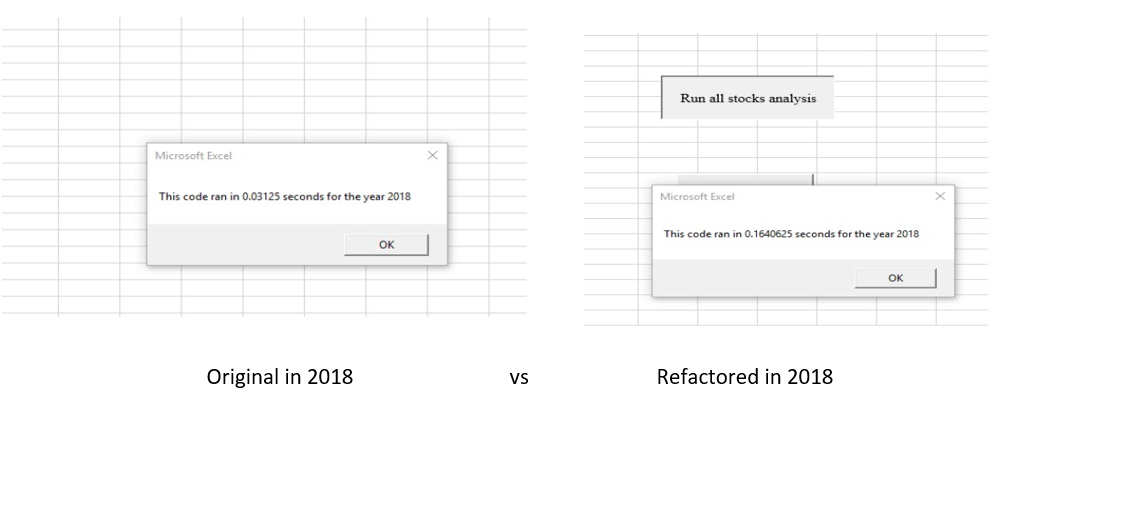 Run all stocks analysis
Microsoft Excel
This code ran in 0.03125 seconds for the year 2018
OK
Microsoft Excel
This code ran in 0.1640625 seconds for the year 2018
OK
Original in 2018 vs Refactored in 2018